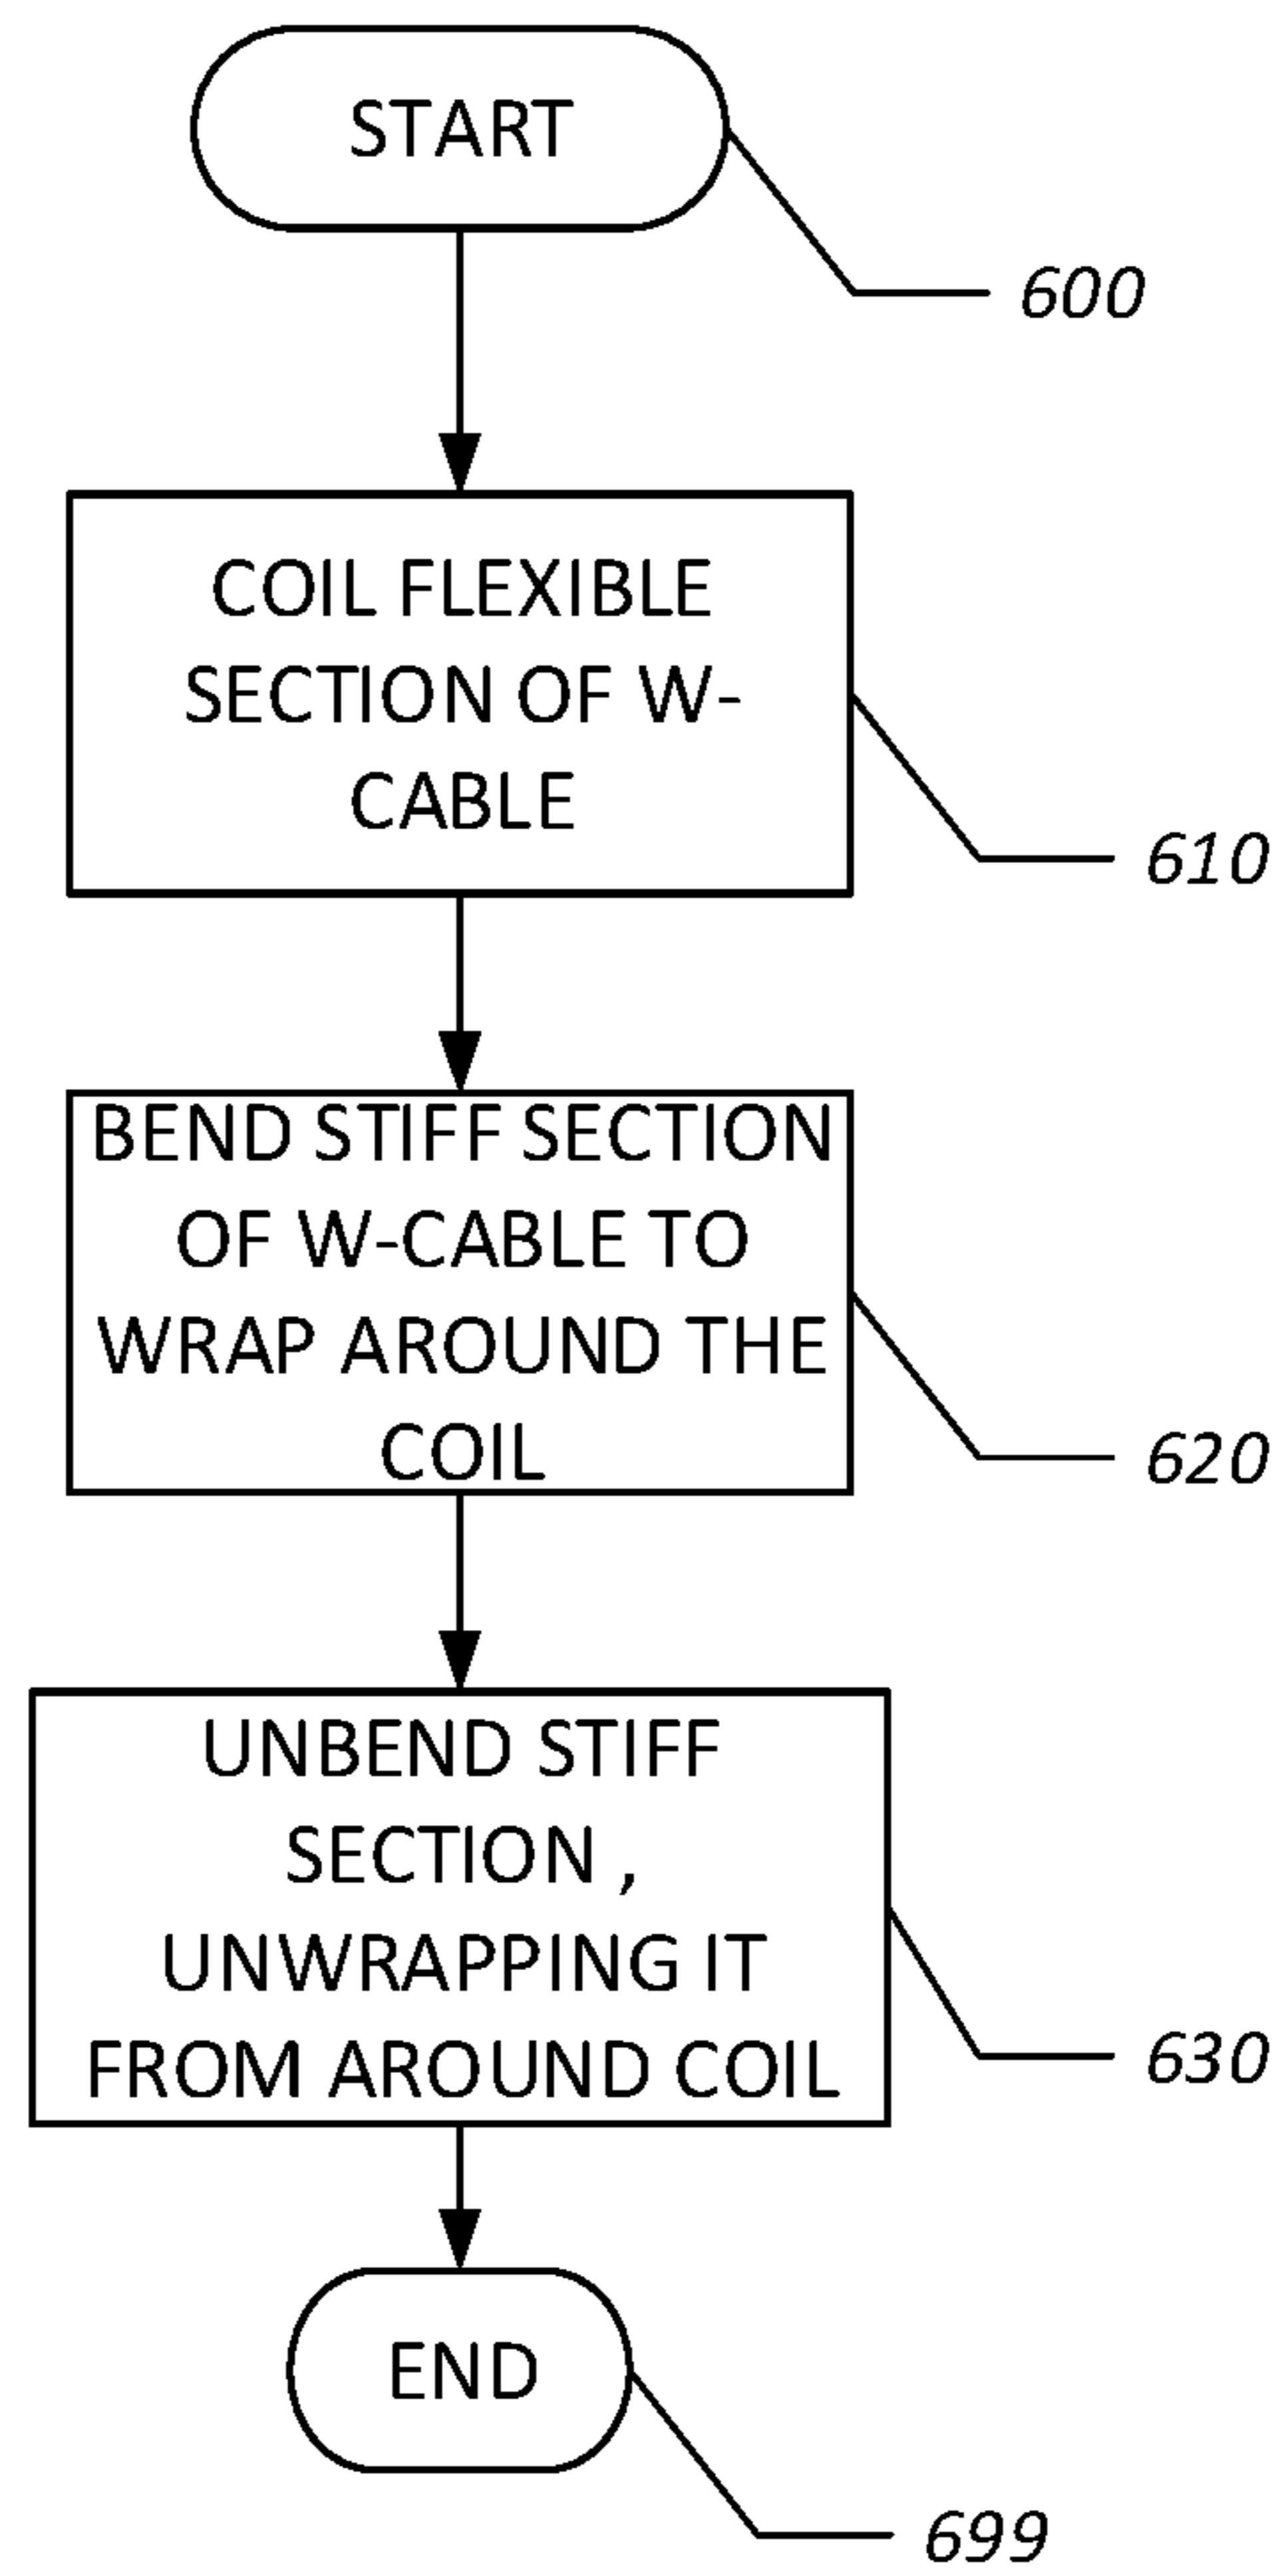 START
600
COIL FLEXIBLE
SECTION OF W-
CABLE
610
BEND STIFF SECTION
OF W-CABLE TO
WRAP AROUND THE
COIL
620
UNBEND STIFF
SECTION ,
UNWRAPPING IT
FROM AROUND COIL
630
END
699